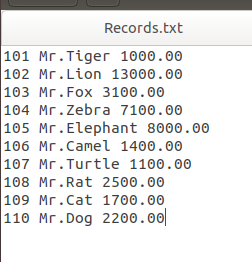 Records.txt
101 Mr.Tiger 1000.00
102 Mr.Lion 13000.00
103 Mr.Fox 3100.00
104 Mr.Zebra 7100.00
105 Mr.Elephant 8000.00
106 Mr.Camel 1400.00
107 Mr.Turtle 1100.00
108 Mr.Rat 2500.00
109 Mr.Cat 1700.00
110 Mr.Dog 2200.00